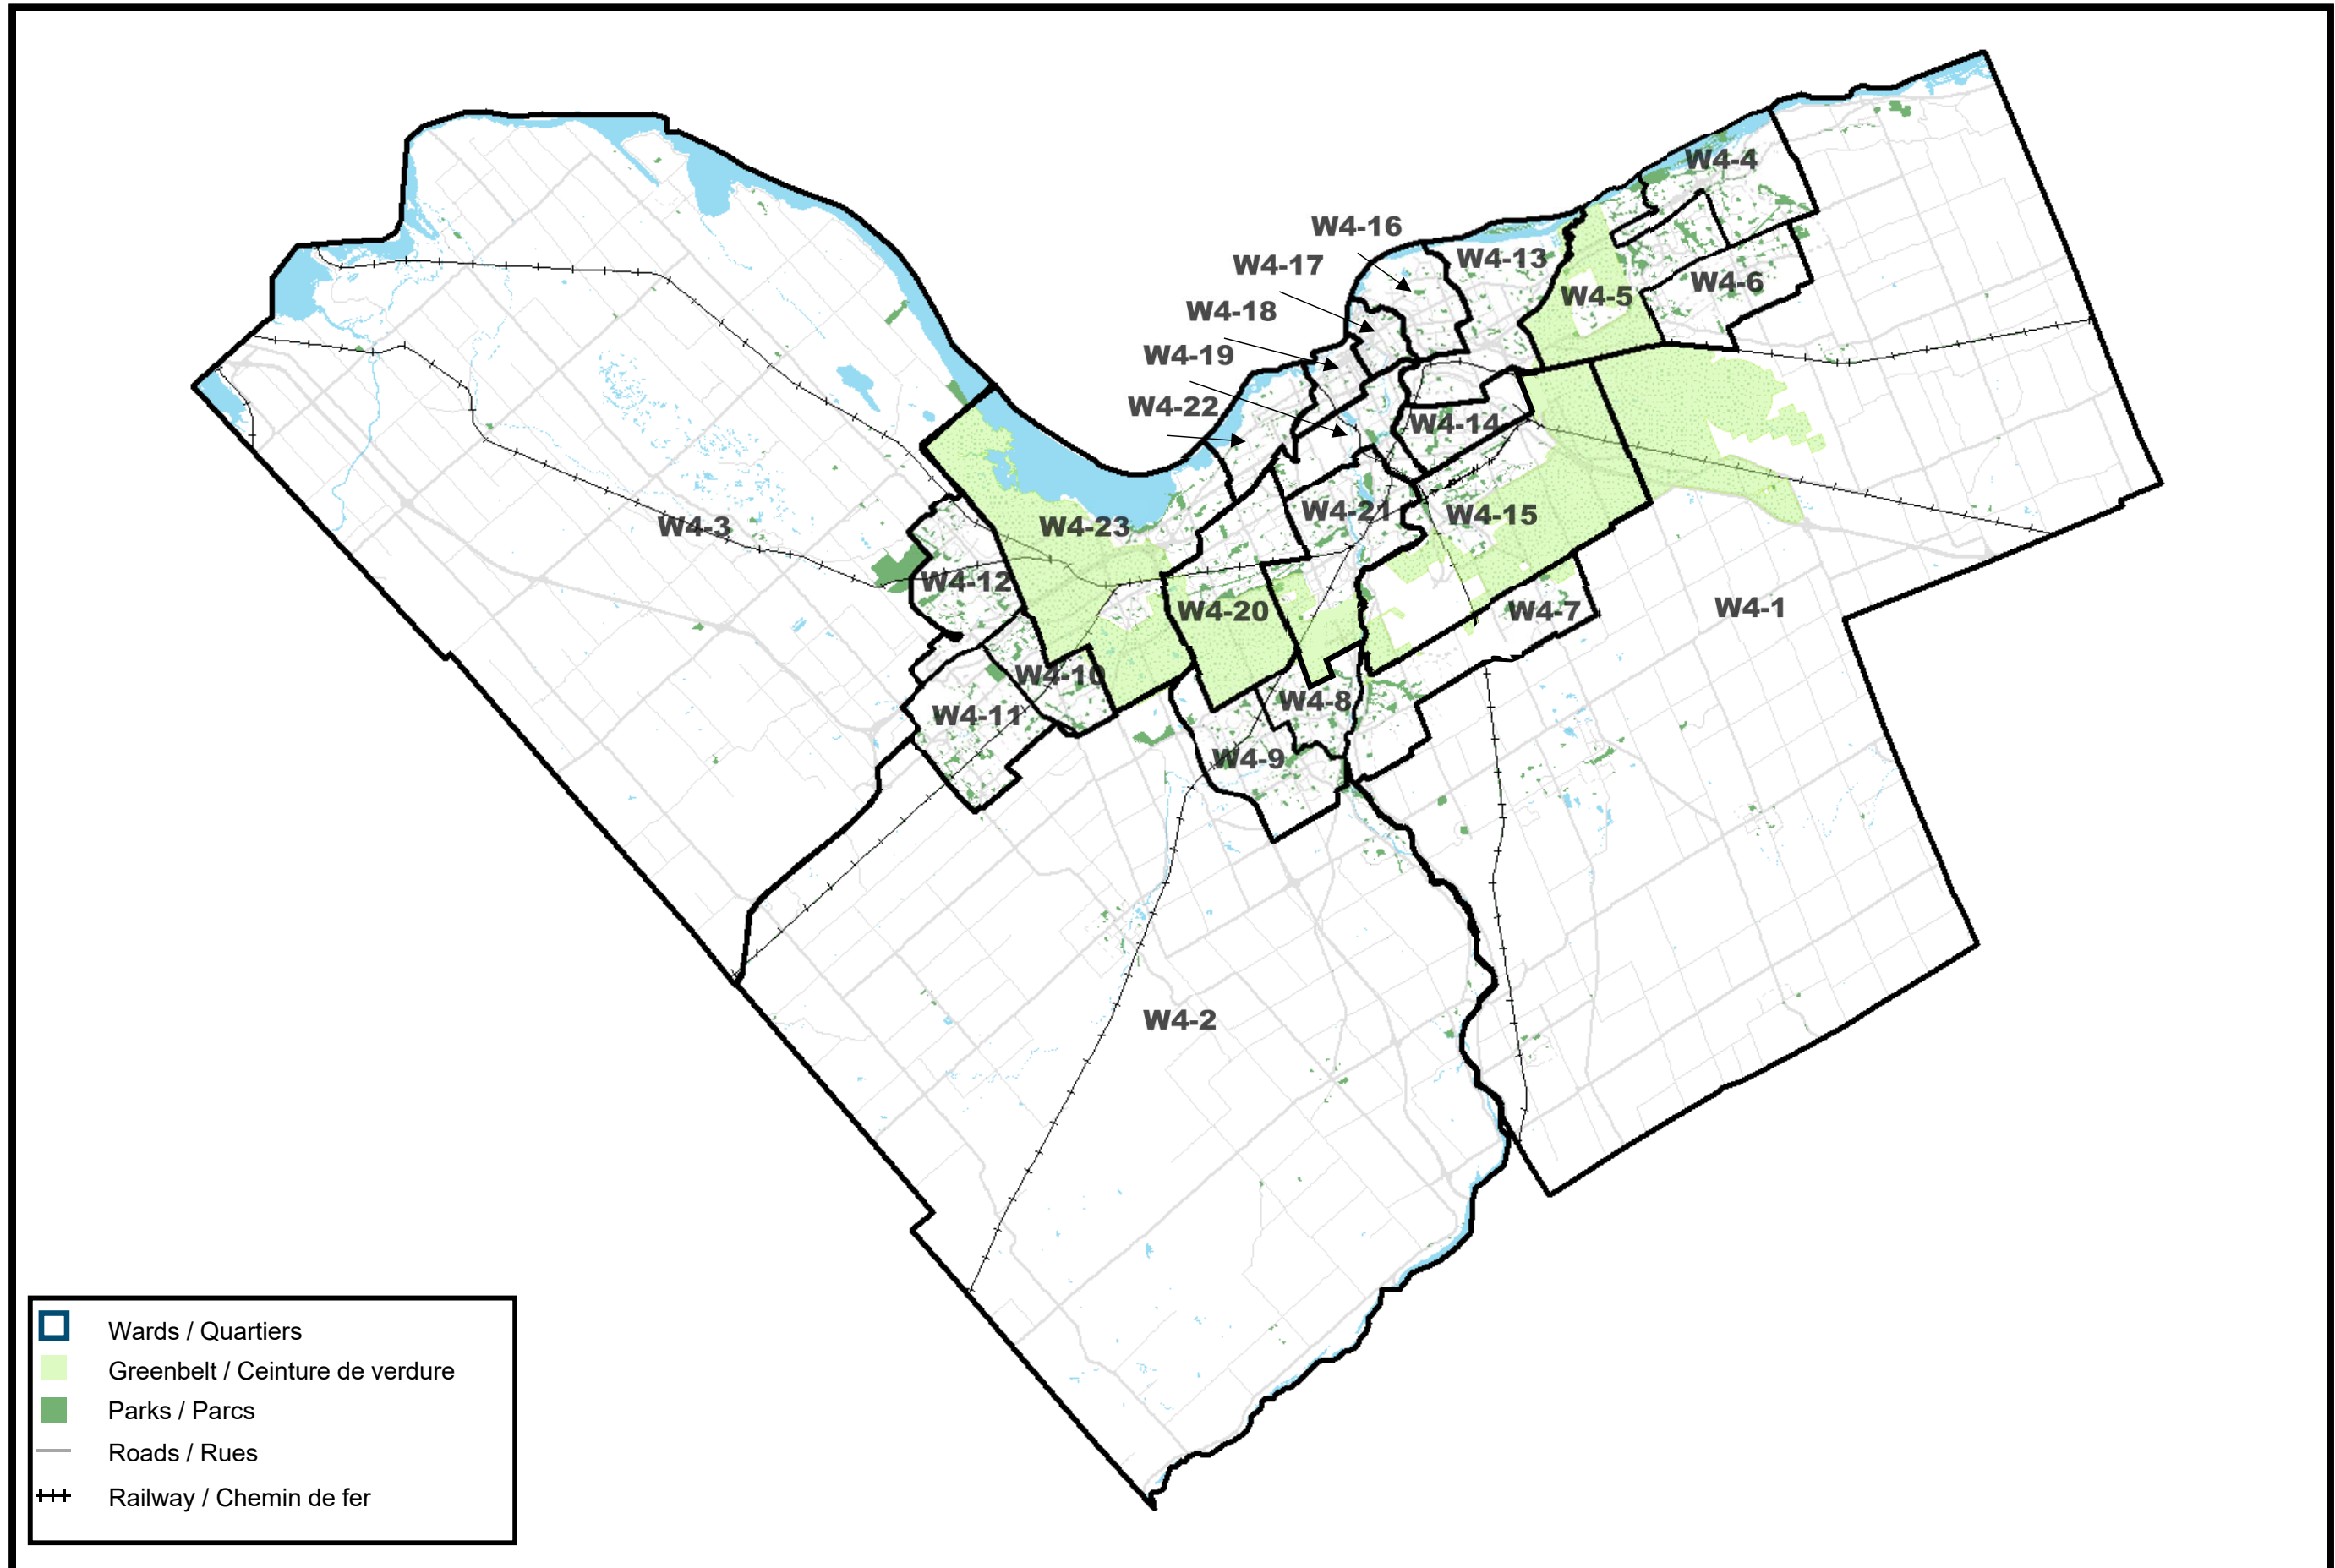 W4-4
W4-16
W4-13
W4-17
W4-6
W4-5
W4-18
W4-19
W4-22
W4-14
W4-21
W4-15
W4-3
W4-23
W4-12
W4-20
W4-7
W4-1
W4-10
W4-8
W4-11
W4-9
W4-2
Wards / Quartiers
Greenbelt / Ceinture de verdure
Parks / Parcs
Roads / Rues
Railway / Chemin de fer